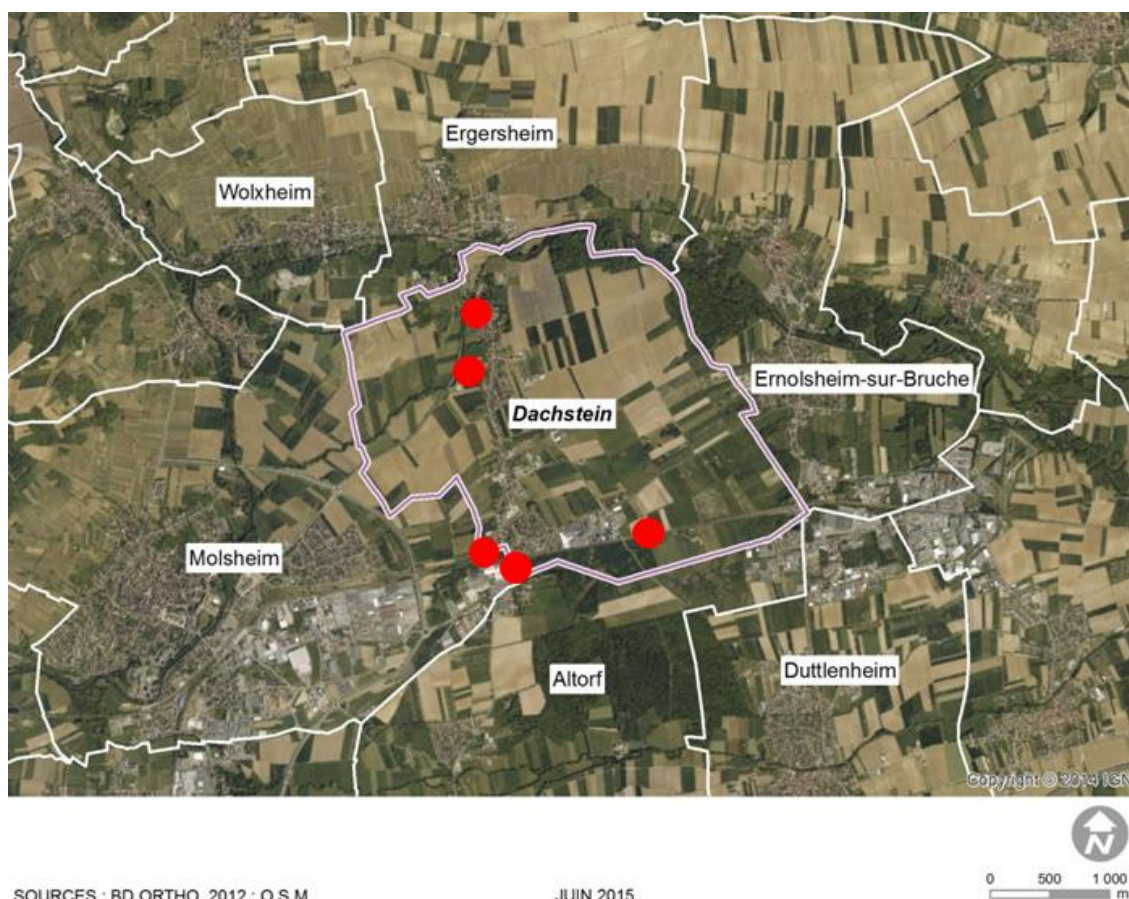 Ergersheim
Wolxheim
Ernolsheim-sur-Bruche
Dachstein
Molsheim
Altorf
Duttlenheim
Copyright © 2014 IGN
N
SOURCES : BD ORTHO 2012 ; O.S.M
JUIN 2015
0 500 1 000
m